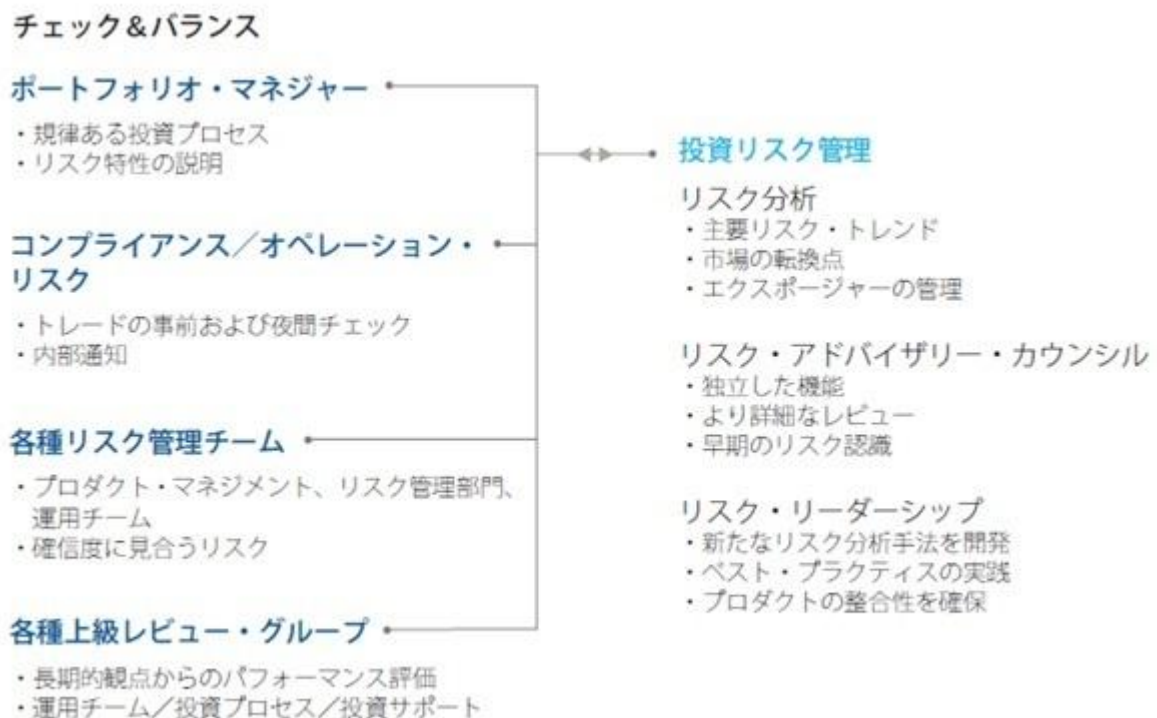 チェック＆バランス
ポートフォリオ・マネジャー
・規律ある投資プロセス
・リスク特性の説明
コンプライアンス／オペレーション・
リスク
・トレードの事前および夜間チェック
・内部通知
各種リスク管理チーム
・プロダクト・マネジメント、リスク管理部門、
運用チーム
・確信度に見合うリスク
各種上級レビュー・グループ
・長期的観点からのパフォーマンス評価
・運用チーム／投資プロセス／投資サポート
投資リスク管理
リスク分析
・主要リスク・トレンド
・市場の転換点
・エクスポージャーの管理
リスク・アドバイザリー・カウンシル
・独立した機能
・より詳細なレビュー
・早期のリスク認識
リスク・リーダーシップ
・新たなリスク分析手法を開発
・ベスト・プラクティスの実践
・プロダクトの整合性を確保